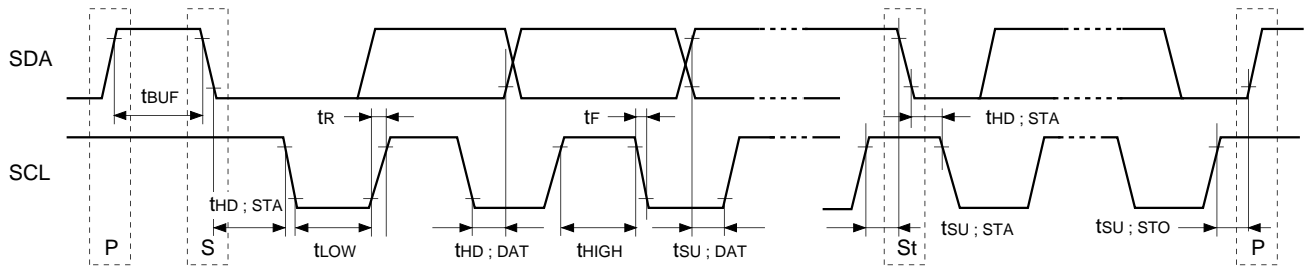 SDA
tBUF
tR
tF
tHD ; STA
SCL
tHD ; STA
tLOW
tHD ; DAT
tHIGH
tSU ; DAT
tSU ; STA
tSU ; STO
P
S
St
P